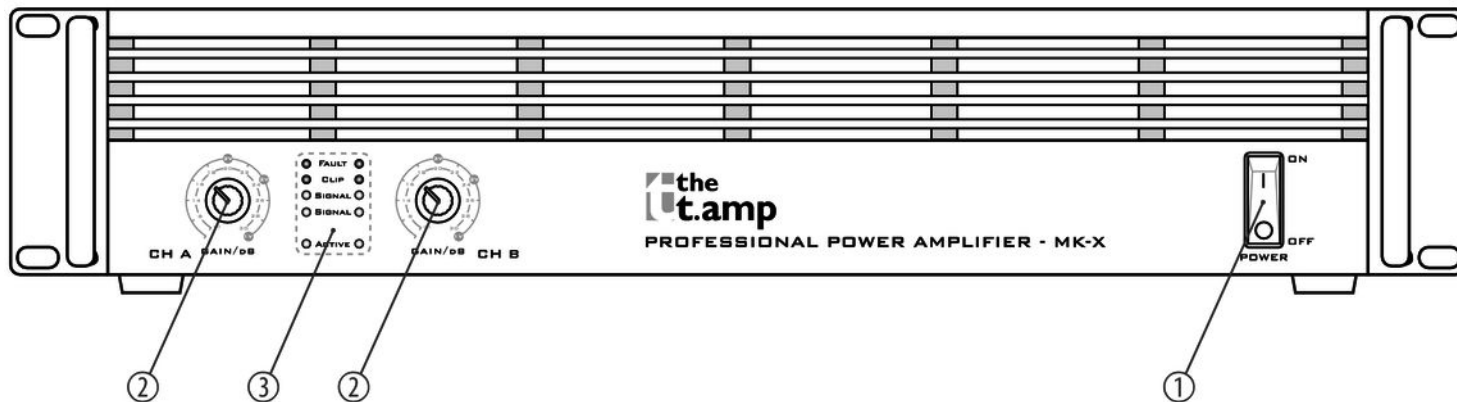 FAULT
CLIP
SIGNAL
SIGNAL
ACTIVE
CH A GAIN/dB
GAIN/dB CH B
the
t.amp
PROFESSIONAL POWER AMPLIFIER - MK-X
ON
OFF
POWER
2
3
2
1